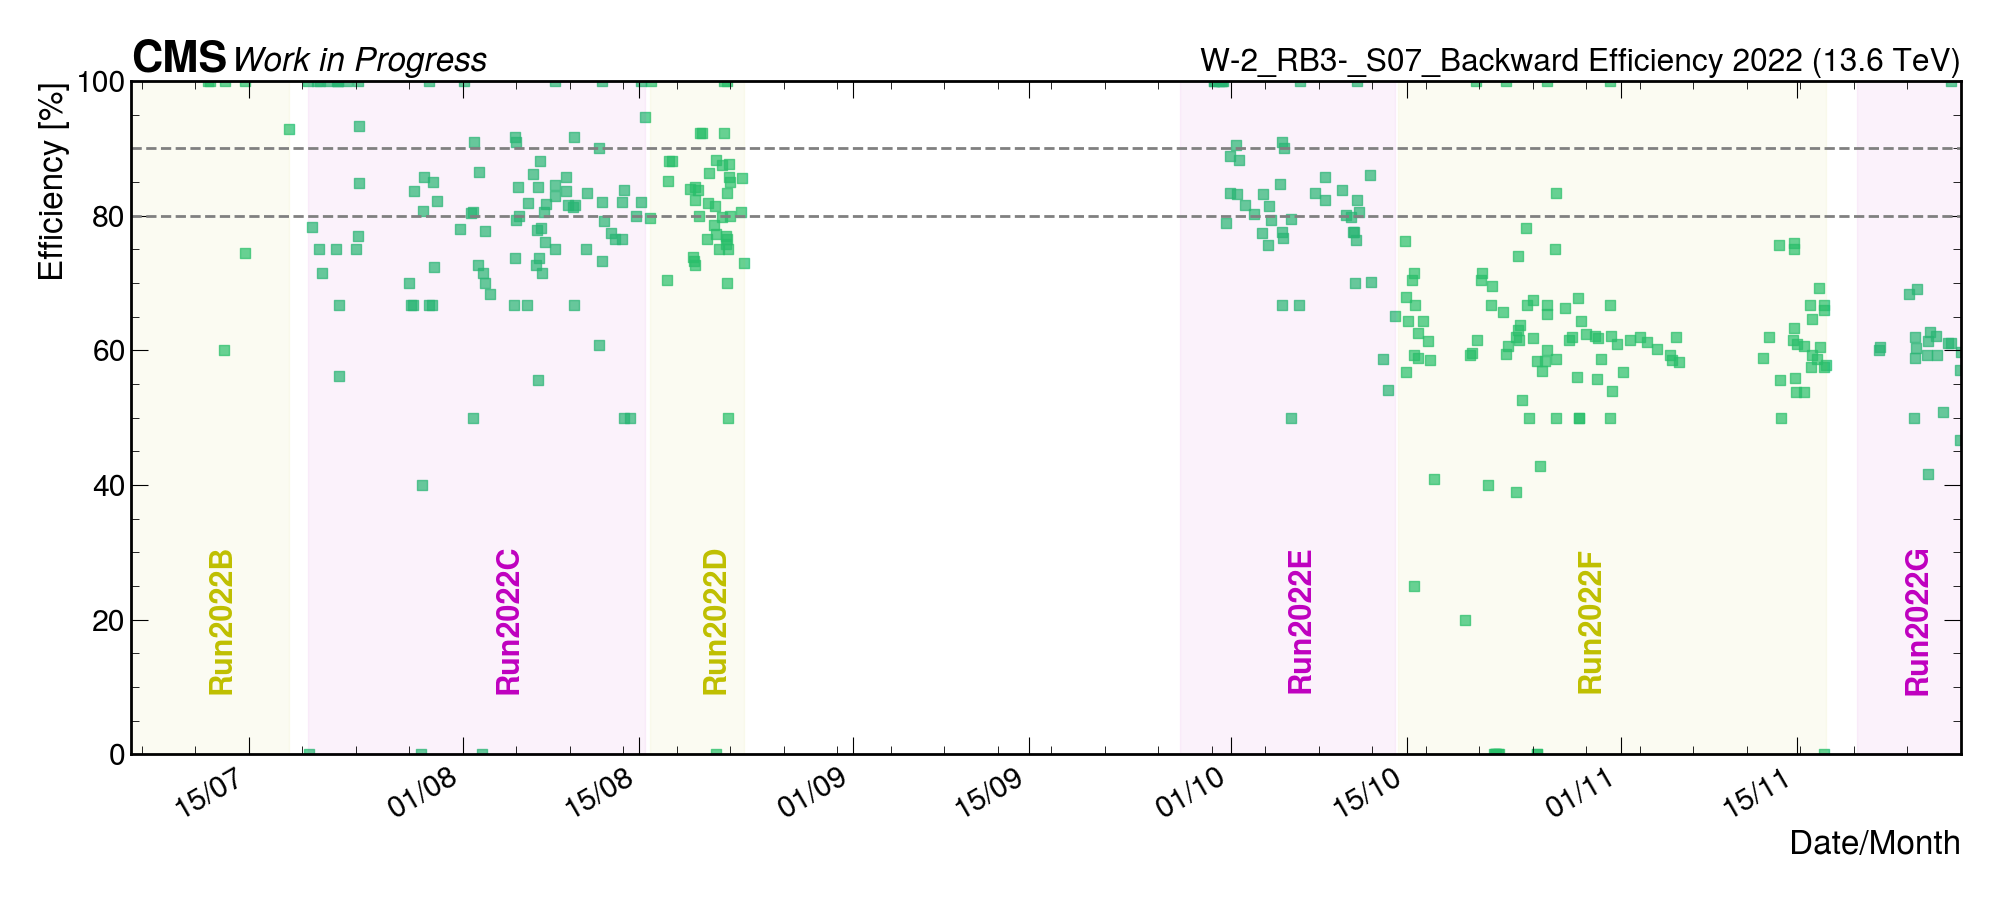 CMS Work in Progress
W-2_RB3-_S07_Backward Efficiency 2022 (13.6 TeV)
Efficiency [%]
100
80
60
40
20
0
Run2022B
Run2022C
Run2022D
Run2022E
Run2022F
Run2022G
15/07
01/08
15/08
01/09
15/09
01/10
15/10
01/11
15/11
Date/Month